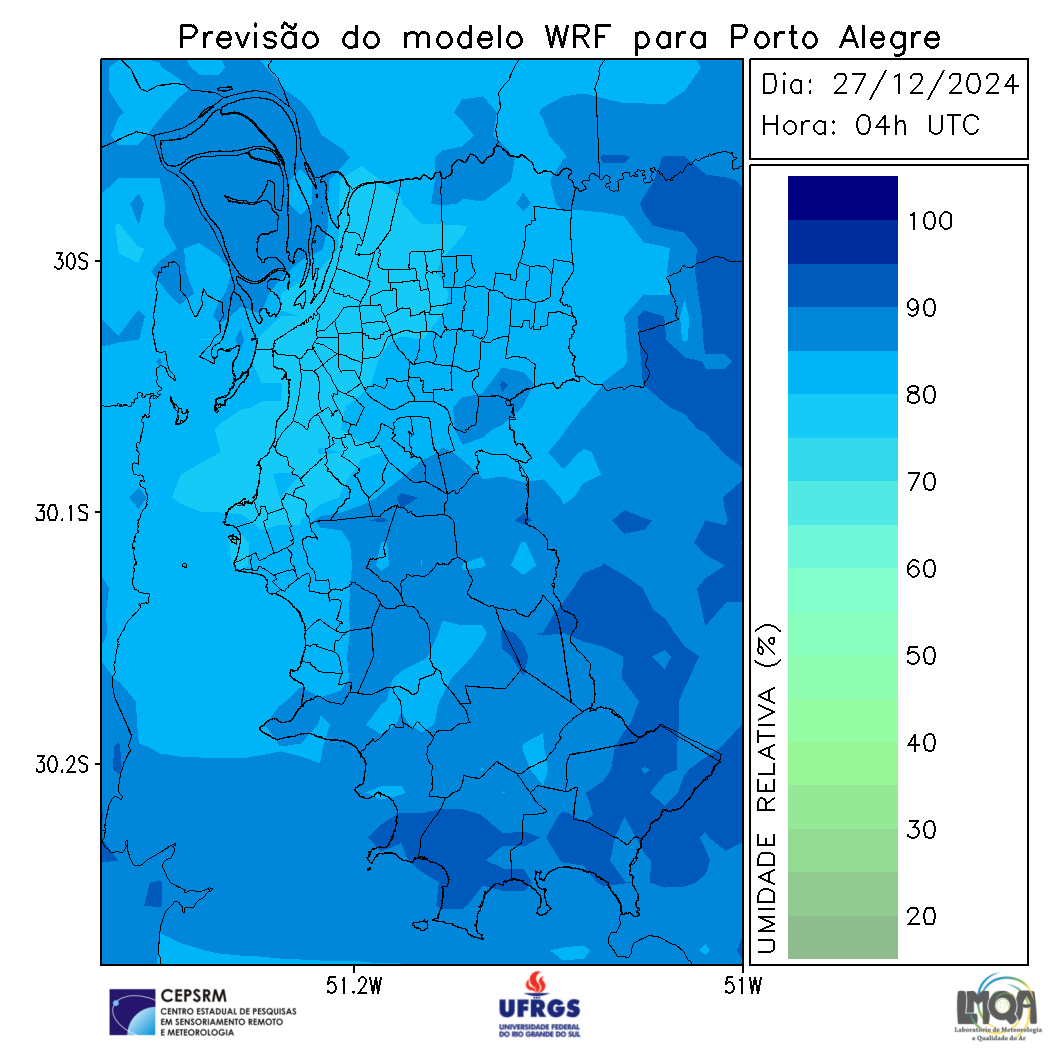 Previsão do modelo WRF para Porto Alegre
Dia: 27/12/2024
Hora: 04h UTC
30S
30.1S
30.2S
51.2W
51W
100
90
80
70
60
50
40
30
20
UMIDADE RELATIVA (%)
CEPSRM
CENTRO ESTADUAL DE PESQUISAS
EM SENSORIAMENTO REMOTO
E METEOROLOGIA
UFRGS
UNIVERSIDADE FEDERAL
DO RIO GRANDE DO SUL
LMQA
Laboratório de Meteorologia
e Qualidade do Ar